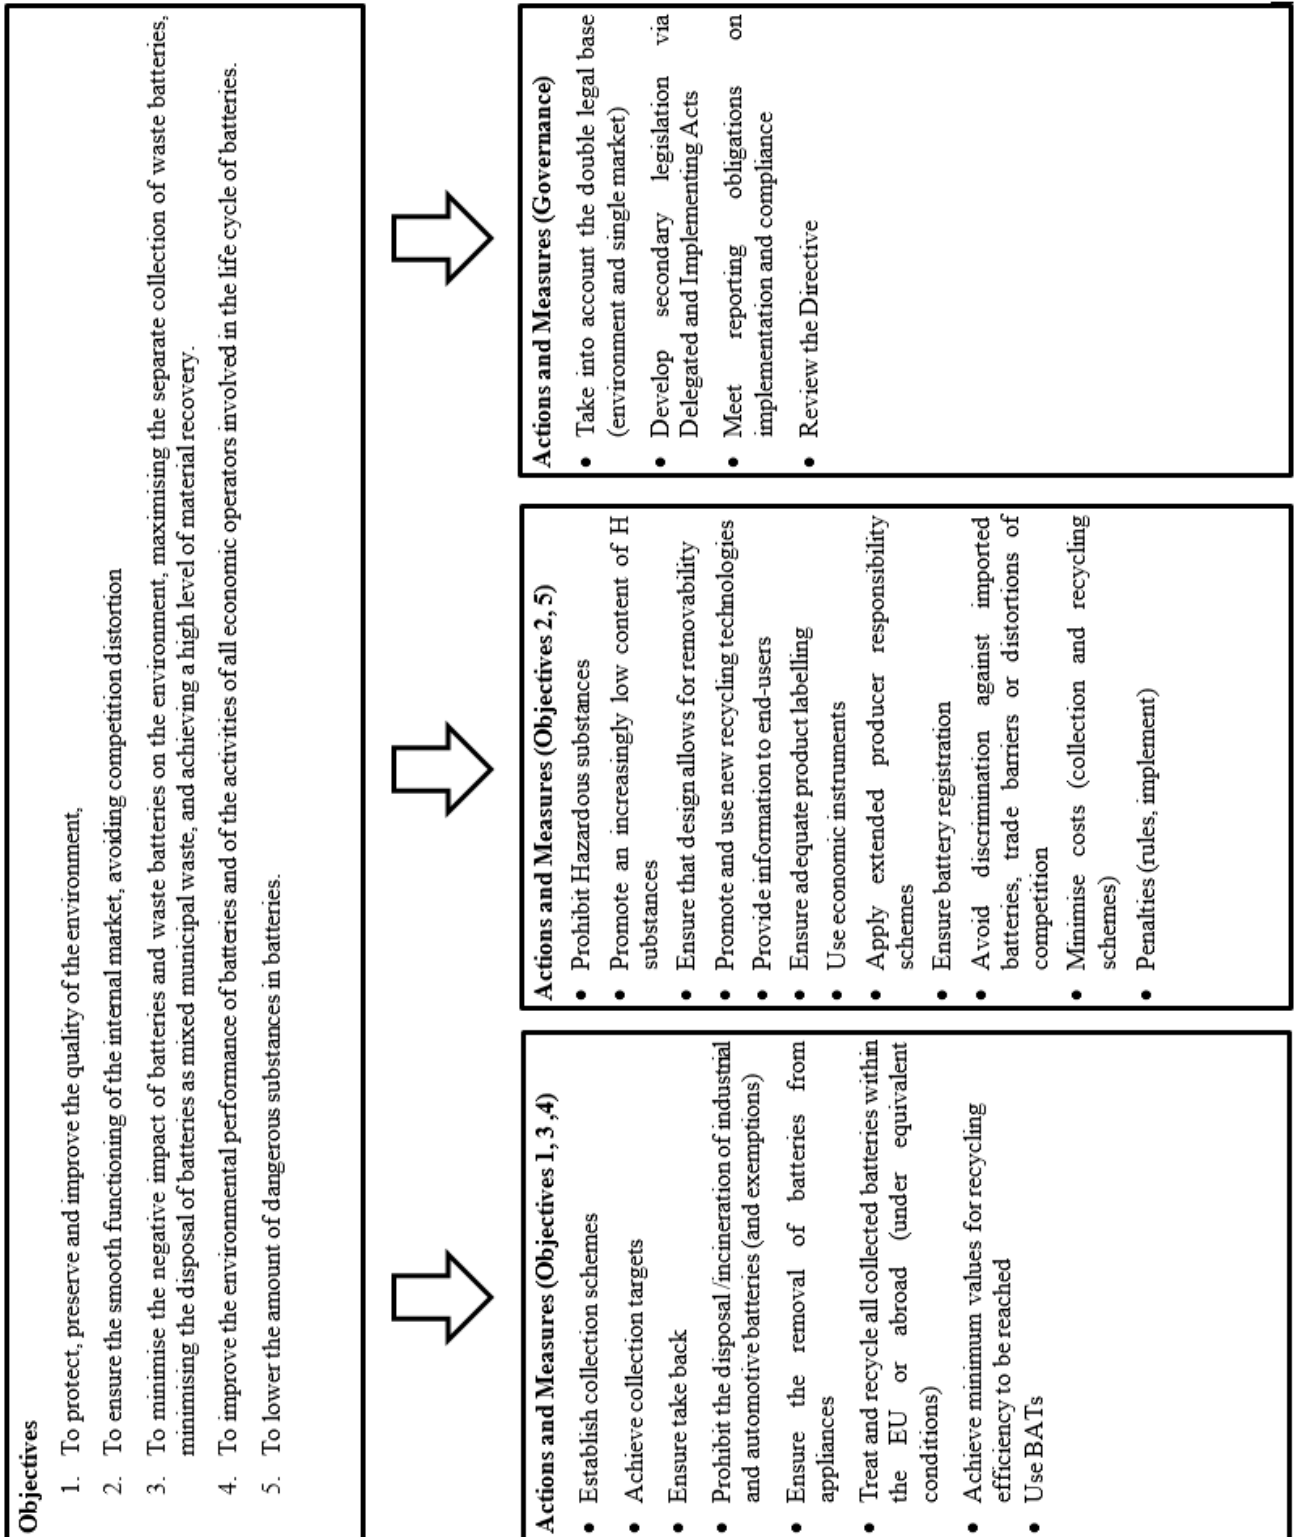 Objectives
1. To protect, preserve and improve the quality of the environment,
2. To ensure the smooth functioning of the internal market, avoiding competition distortion
3. To minimise the negative impact of batteries and waste batteries on the environment, maximising the separate collection of waste batteries,
minimising the disposal of batteries as mixed municipal waste, and achieving a high level of material recovery.
4. To improve the environmental performance of batteries and of the activities of all economic operators involved in the life cycle of batteries.
5. To lower the amount of dangerous substances in batteries.
Actions and Measures (Objectives 1, 3 ,4)
• Establish collection schemes
• Achieve collection targets
• Ensure take back
• Prohibit the disposal /incineration of industrial
and automotive batteries (and exemptions)
• Ensure the removal of batteries from
appliances
• Treat and recycle all collected batteries within
the EU or abroad (under equivalent
conditions)
• Achieve minimum values for recycling
efficiency to be reached
• Use BATs
Actions and Measures (Objectives 2, 5)
• Prohibit Hazardous substances
• Promote an increasingly low content of H
substances
• Ensure that design allows for removability
• Promote and use new recycling technologies
• Provide information to end-users
• Ensure adequate product labelling
• Use economic instruments
• Apply extended producer responsibility
schemes
• Ensure battery registration
• Avoid discrimination against imported
batteries, trade barriers or distortions of
competition
• Minimise costs (collection and recycling
schemes)
• Penalties (rules, implement)
Actions and Measures (Governance)
• Take into account the double legal base
(environment and single market)
• Develop secondary legislation via
Delegated and Implementing Acts
• Meet reporting obligations on
implementation and compliance
• Review the Directive